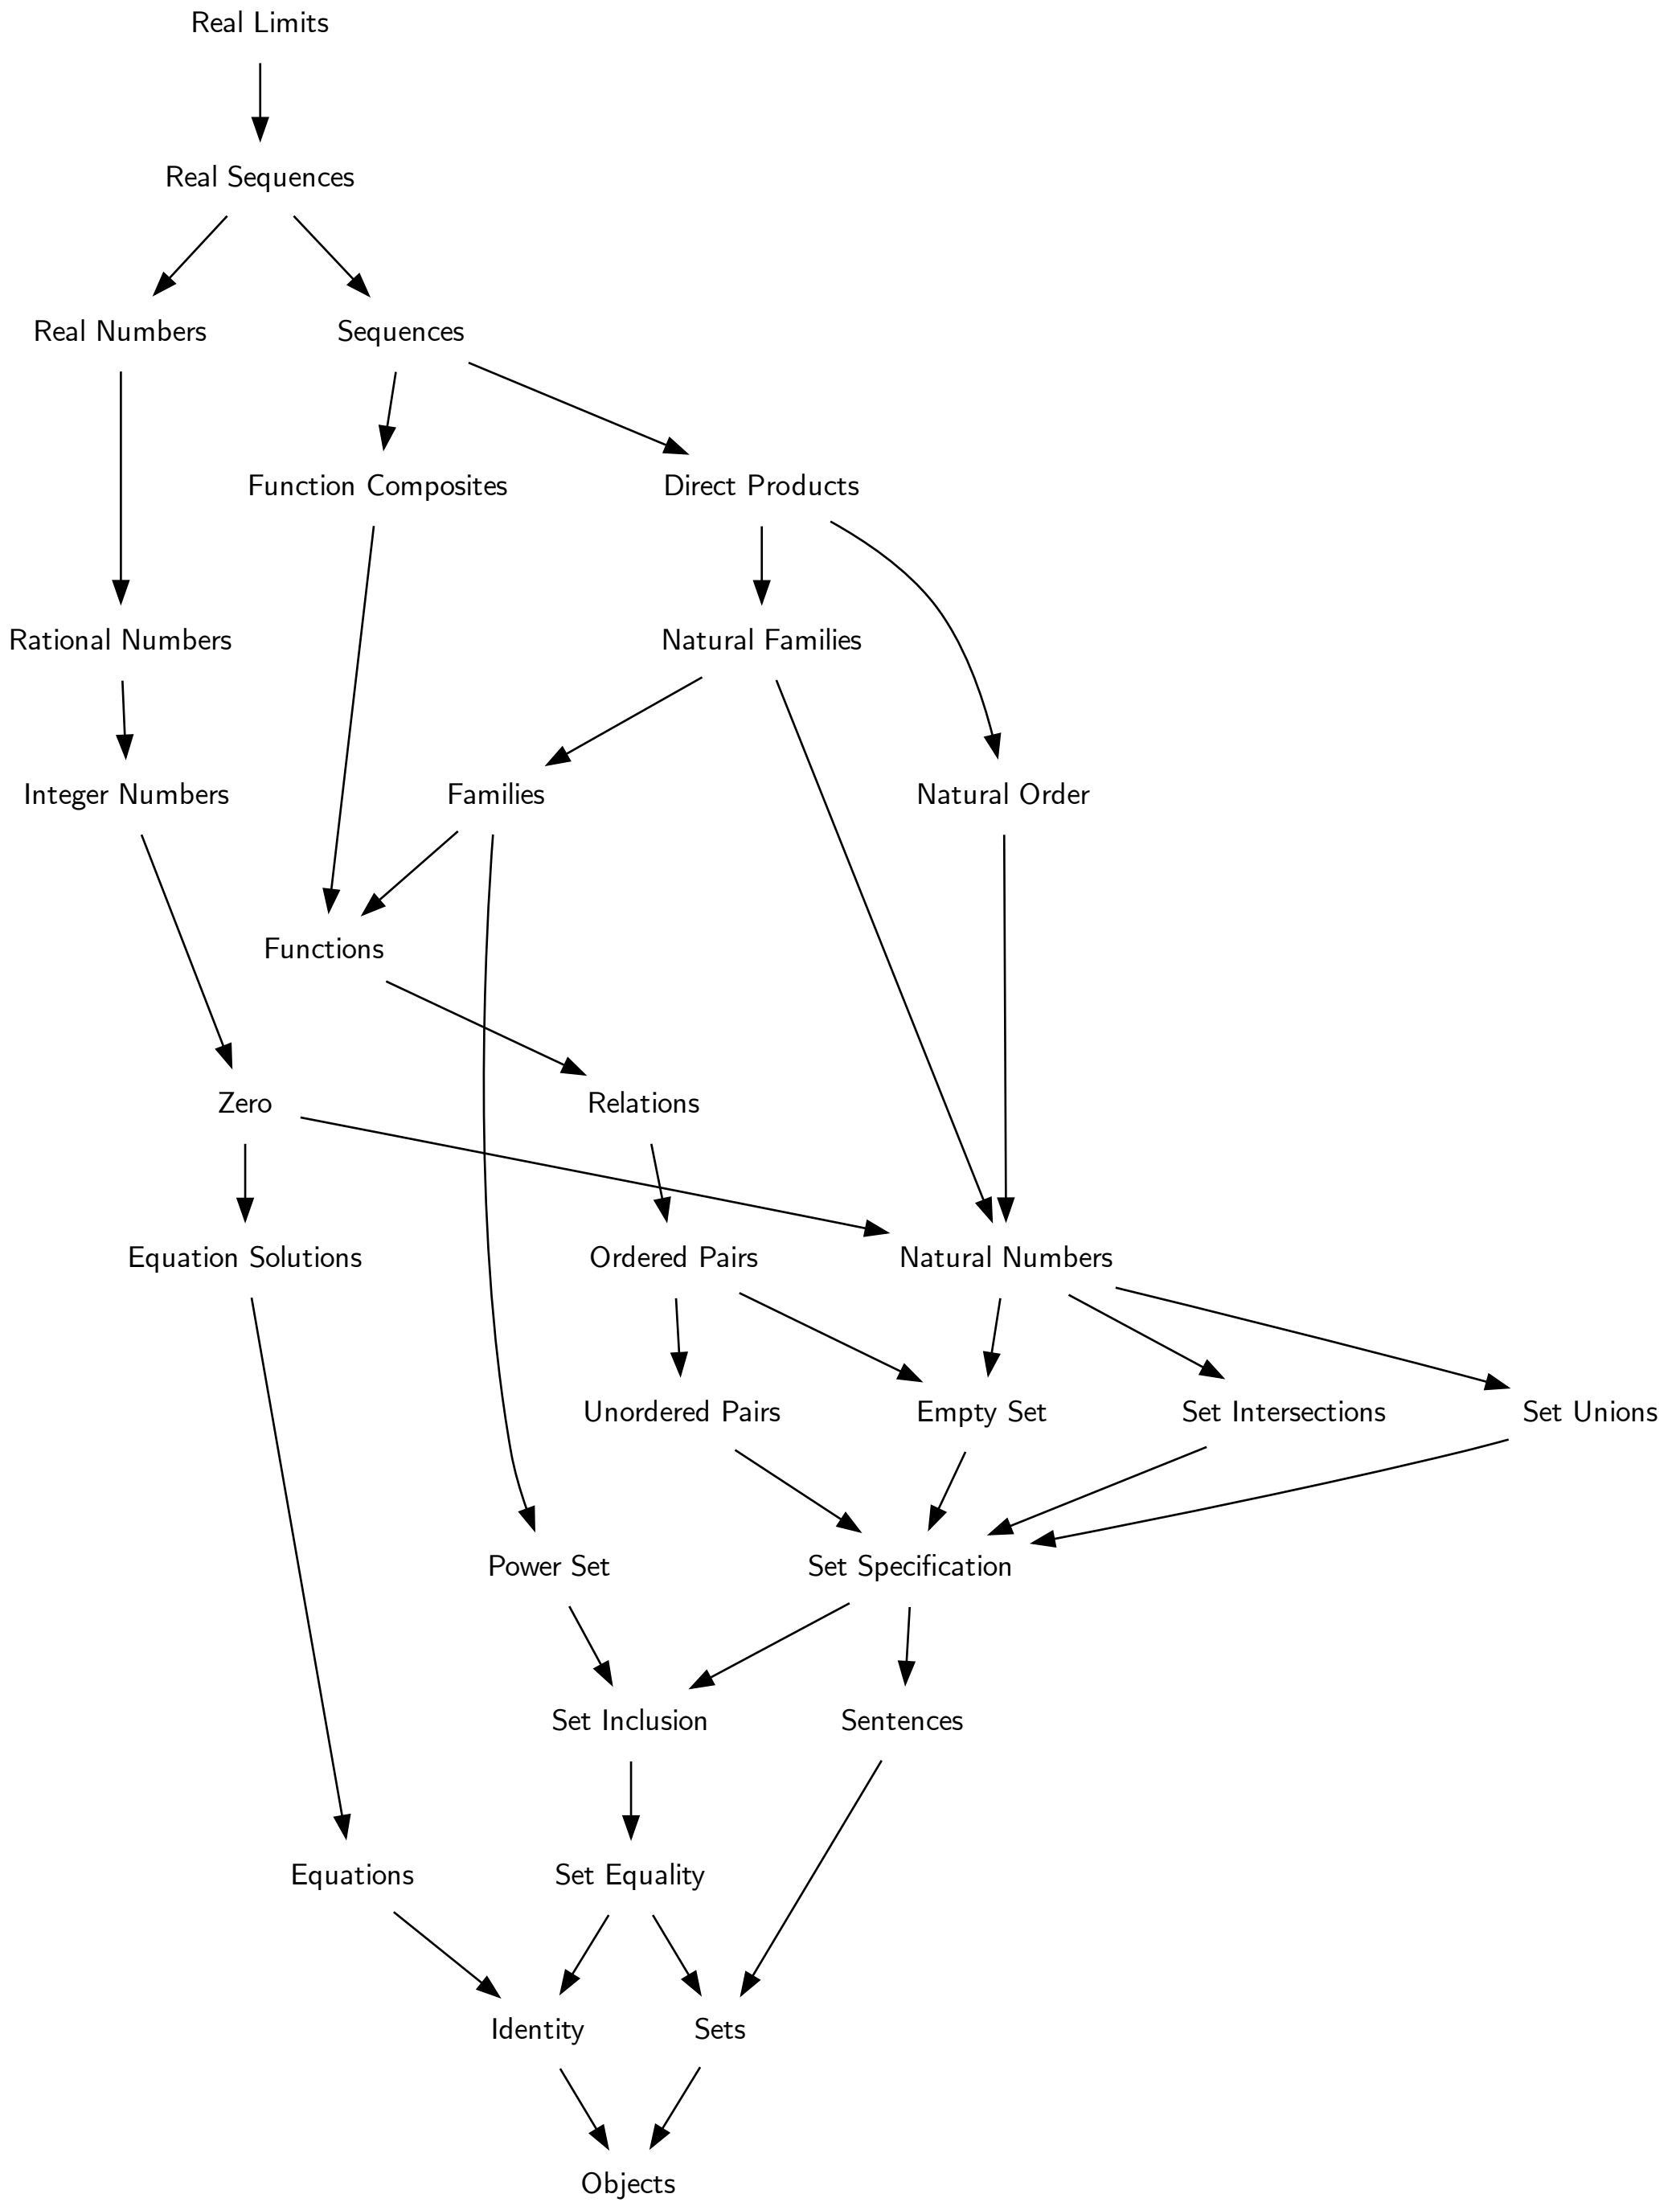 Real Limits
Real Sequences
Real Numbers
Sequences
Function Composites
Direct Products
Rational Numbers
Natural Families
Integer Numbers
Families
Natural Order
Functions
Zero
Relations
Equation Solutions
Ordered Pairs
Natural Numbers
Unordered Pairs
Empty Set
Set Intersections
Set Unions
Power Set
Set Specification
Set Inclusion
Sentences
Equations
Set Equality
Identity
Sets
Objects